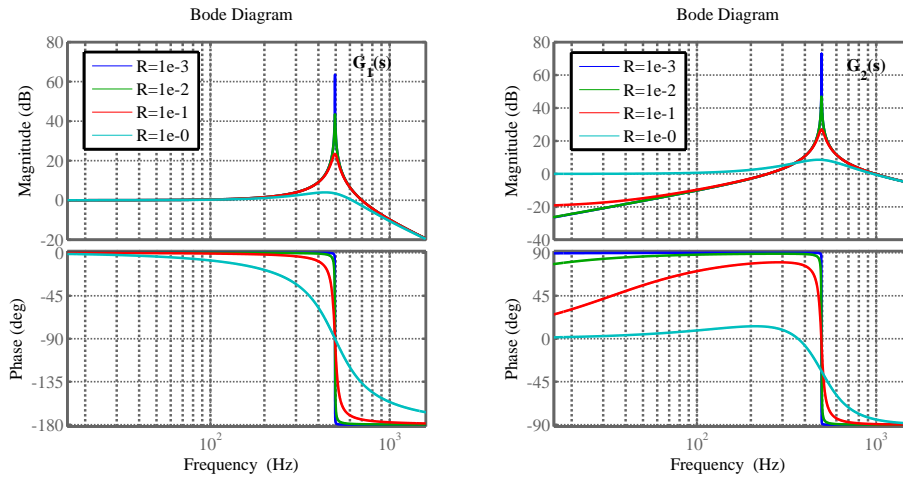 Bode Diagram
80
60
40
20
0
-20
Magnitude (dB)
R=1e-3
R=1e-2
R=1e-1
R=1e-0
G1(s)
0
-45
-90
-135
-180
Phase (deg)
10^2
10^3
Frequency (Hz)
Bode Diagram
80
60
40
20
0
-20
-40
Magnitude (dB)
R=1e-3
R=1e-2
R=1e-1
R=1e-0
G2(s)
90
45
0
-45
-90
Phase (deg)
10^2
10^3
Frequency (Hz)